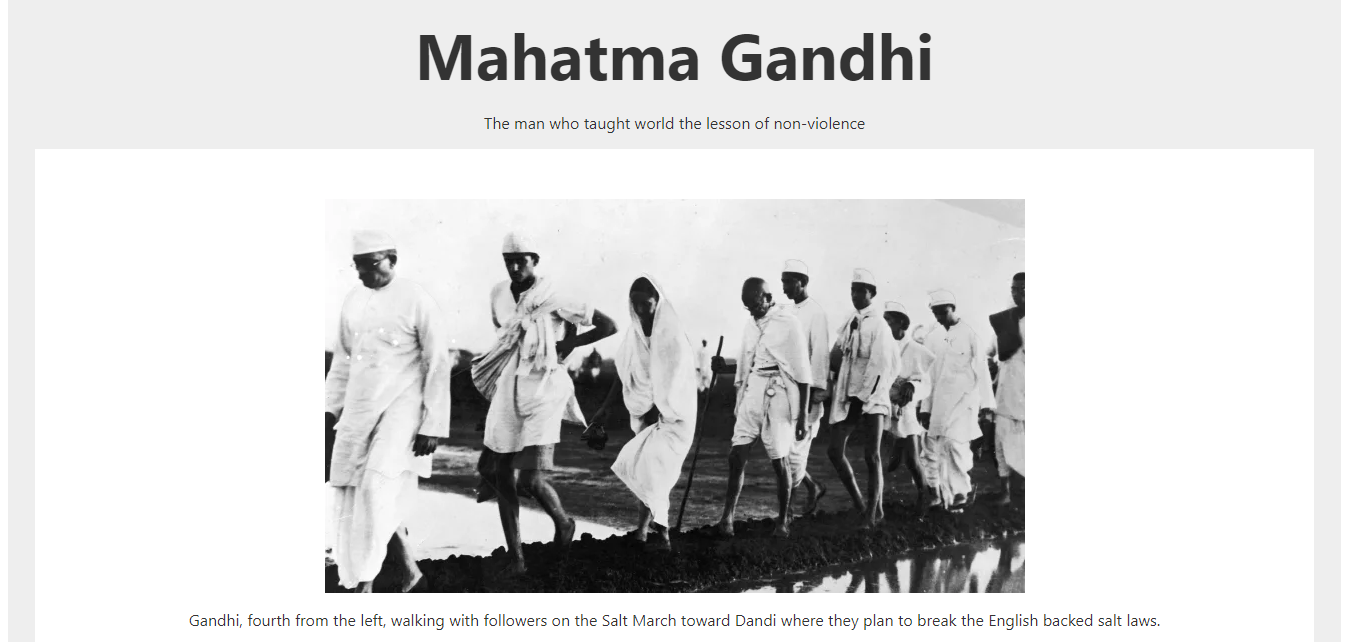 Mahatma Gandhi
The man who taught world the lesson of non-violence
Gandhi, fourth from the left, walking with followers on the Salt March toward Dandi where they plan to break the English backed salt laws.